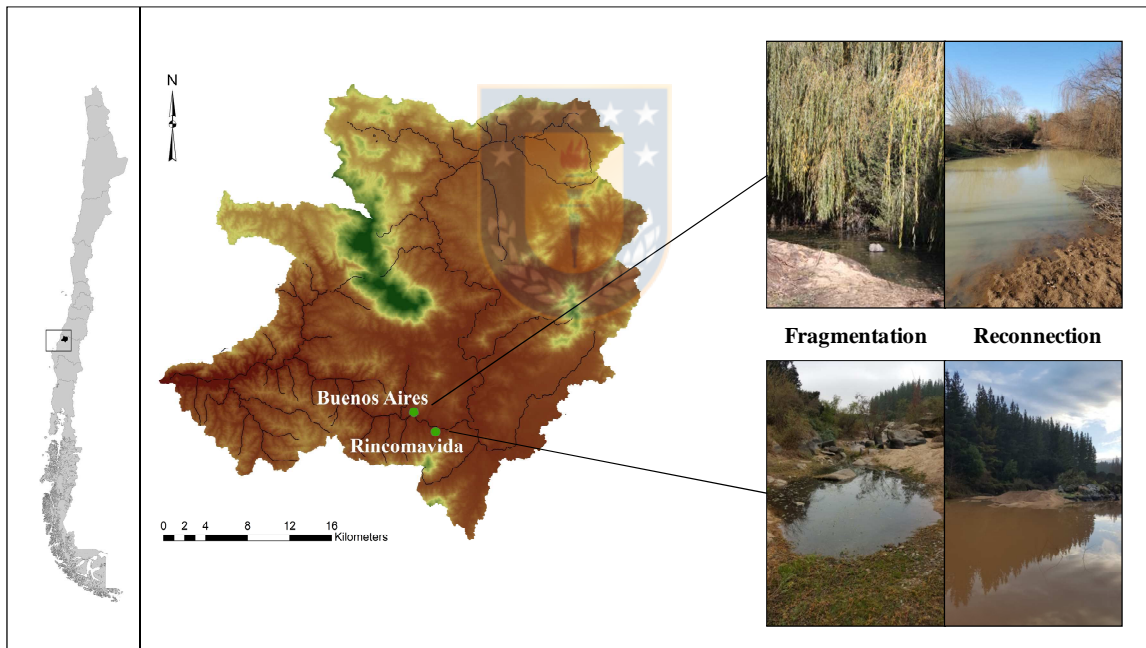 N
Fragmentation Reconnection
Buenos Aires
Rincomavida
0 2 4 8 12 16
Kilometers